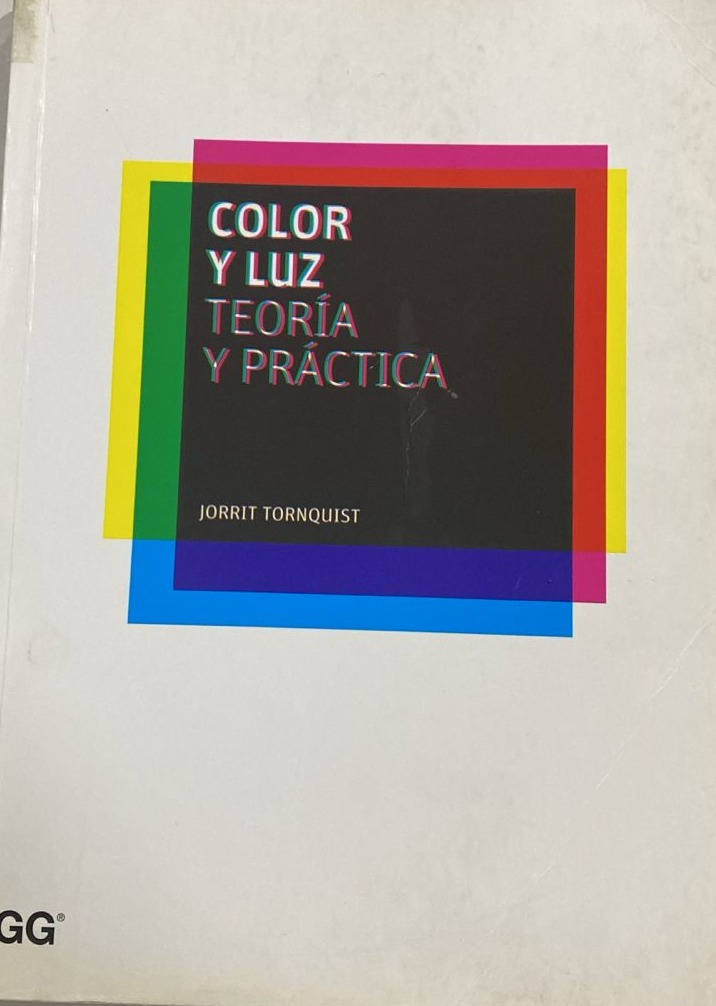 COLOR
Y LUZ
TEORÍA
Y PRÁCTICA
JORRIT TORNQUIST
GG®